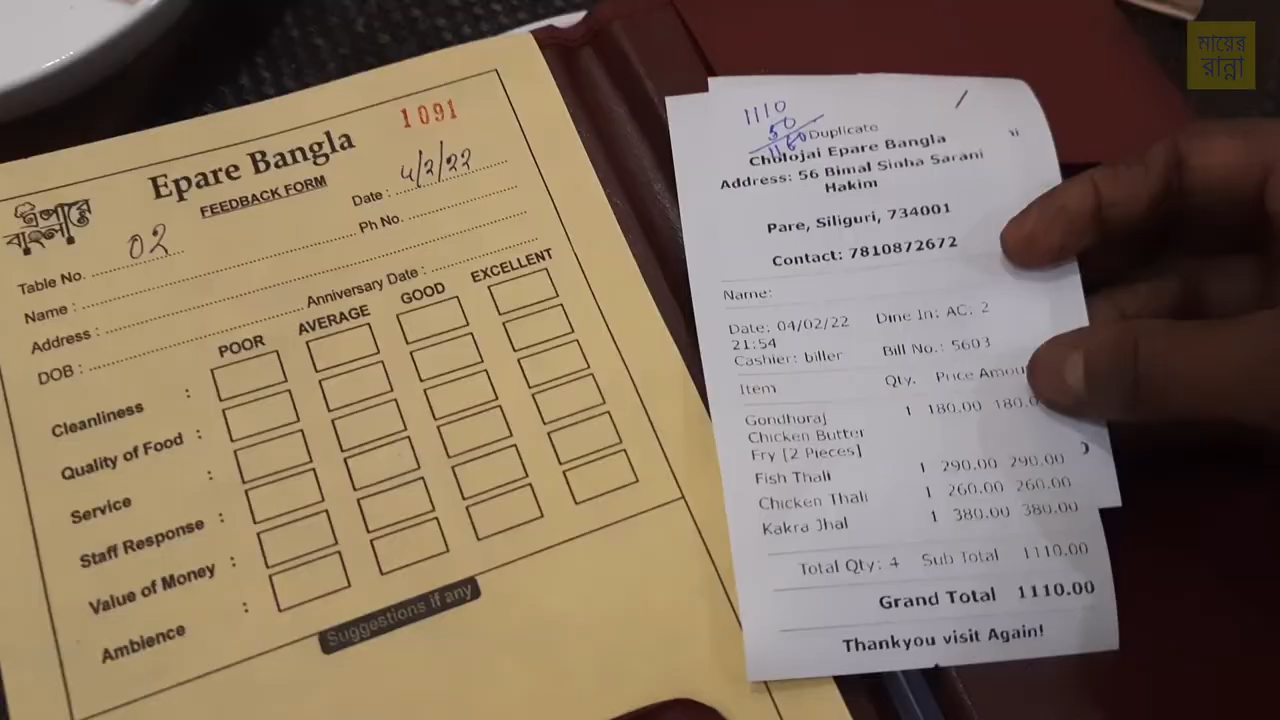 মায়ের
রান্না
1091
Epare Bangla
FEEDBACK FORM
এপারে
বাংলা
Date : 4/2/22
Table No. 02
Ph No.
Name :
Address :
Anniversary Date :
DOB :
POOR AVERAGE GOOD EXCELLENT
Cleanliness :
Quality of Food :
Service :
Staff Response :
Value of Money :
Ambience :
Suggestions if any
1110
50
1160
Duplicate
Cholojai Epare Bangla
Address: 56 Bimal Sinha Sarani
Hakim
Pare, Siliguri, 734001
Contact: 7810872672
Name:
Date: 04/02/22 Dine In: AC: 2
21:54
Cashier: biller Bill No.: 5603
Item Qty. Price
Gondhoraj 1 180.00
Chicken Butter
Fry [2 Pieces]
Fish Thali 1 290.00 290.00
Chicken Thali 1 260.00 260.00
Kakra Jhal 1 380.00 380.00
Total Qty: 4 Sub Total 1110.00
Grand Total 1110.00
Thankyou visit Again!